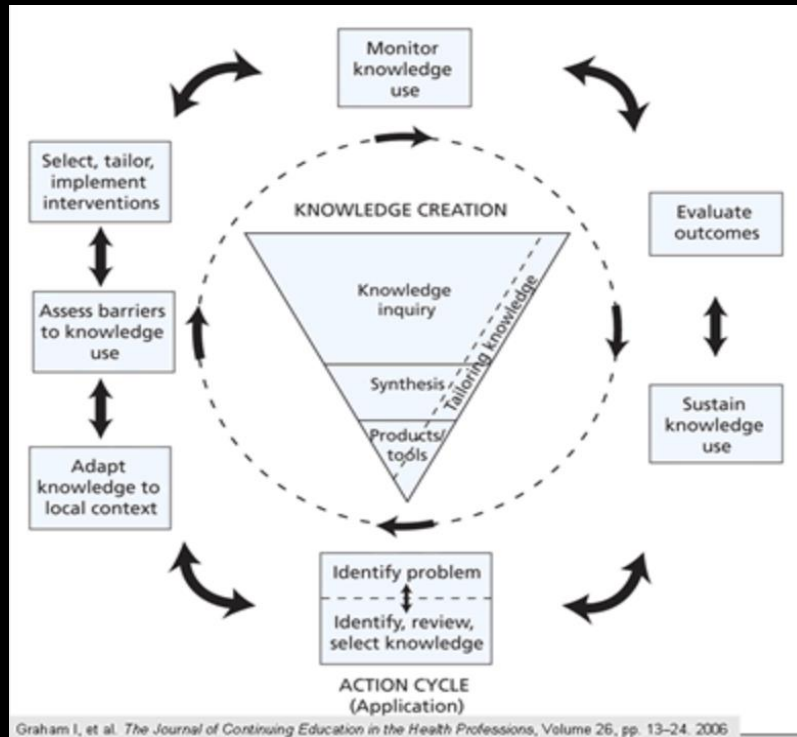 Monitor
knowledge
use
Select, tailor,
implement
interventions
Evaluate
outcomes
KNOWLEDGE CREATION
Knowledge
inquiry
Tailoring knowledge
Assess barriers
to knowledge
use
Synthesis
Products/
tools
Sustain
knowledge
use
Adapt
knowledge to
local context
Identify problem
Identify, review,
select knowledge
ACTION CYCLE
(Application)
Graham I, et al. The Journal of Continuing Education in the Health Professions, Volume 26, pp. 13–24. 2006